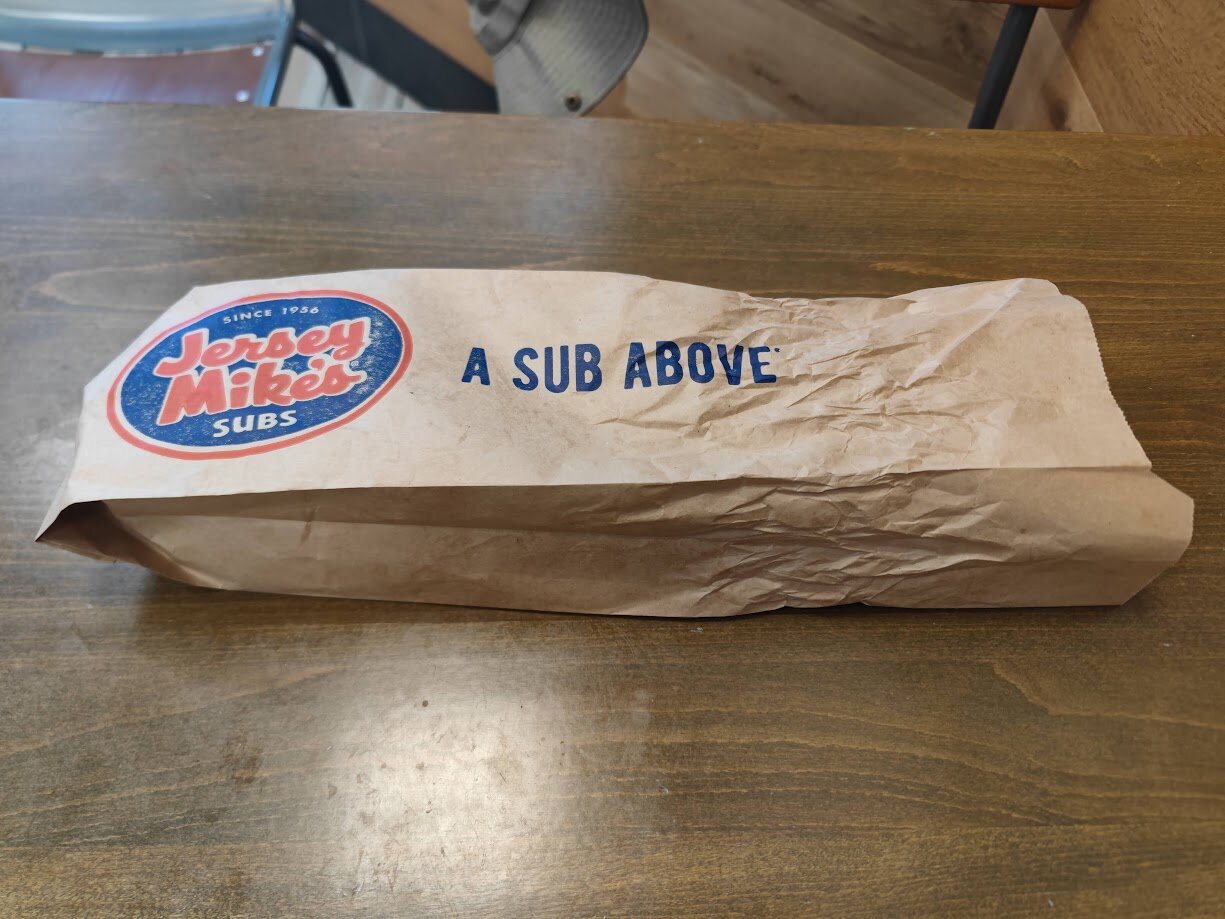 SINCE 1956
Jersey
Mike's
SUBS
A SUB ABOVE